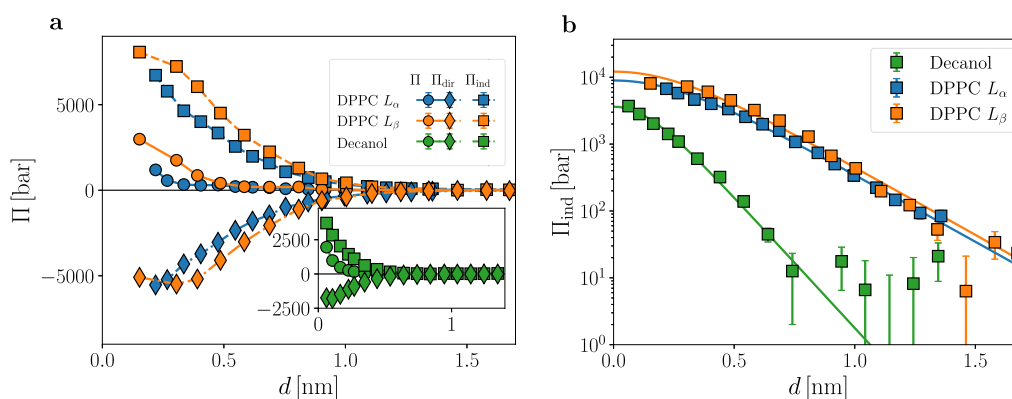 a
Π [bar]
5000
0
−5000
Π Π_dir Π_ind
DPPC L_α
DPPC L_β
Decanol
2500
0
−2500
0 1
0.0 0.5 1.0 1.5
d [nm]
b
Π_ind [bar]
10^4
10^3
10^2
10^1
10^0
Decanol
DPPC L_α
DPPC L_β
0.0 0.5 1.0 1.5
d [nm]